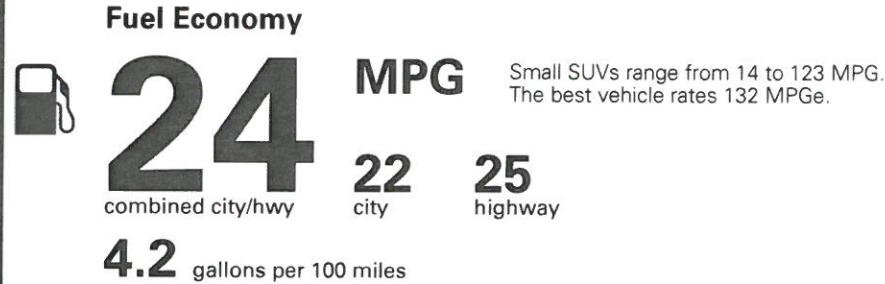 Fuel Economy
24 MPG
Small SUVs range from 14 to 123 MPG.
The best vehicle rates 132 MPGe.
combined city/hwy
22 city
25 highway
4.2 gallons per 100 miles